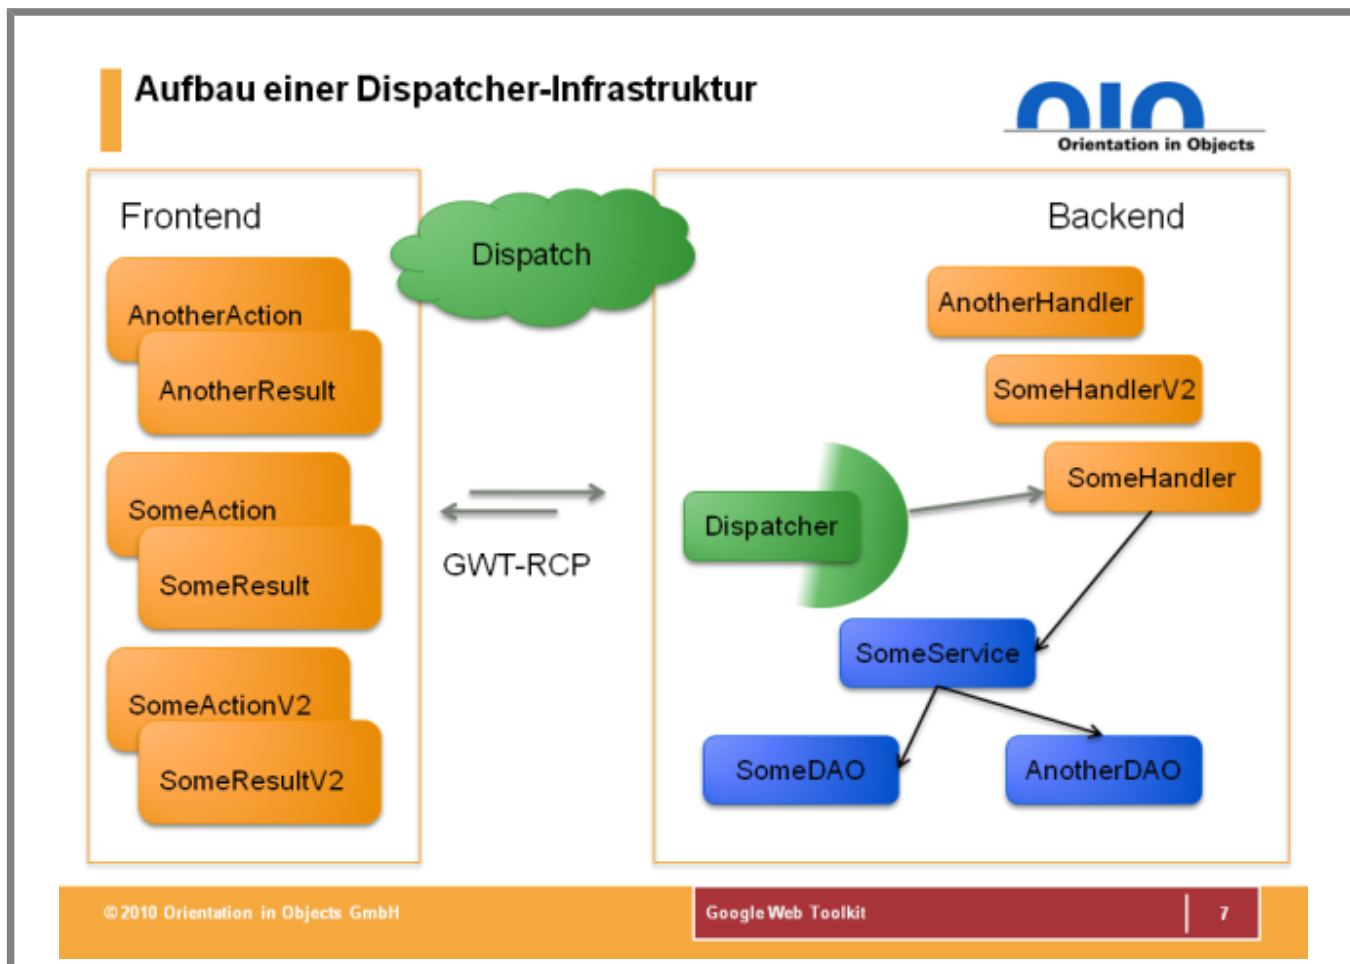 Aufbau einer Dispatcher-Infrastruktur
OIO
Orientation in Objects
Frontend
Dispatch
Backend
AnotherAction
AnotherResult
SomeAction
SomeResult
SomeActionV2
SomeResultV2
GWT-RCP
AnotherHandler
SomeHandlerV2
SomeHandler
Dispatcher
SomeService
SomeDAO
AnotherDAO
© 2010 Orientation in Objects GmbH
Google Web Toolkit
7